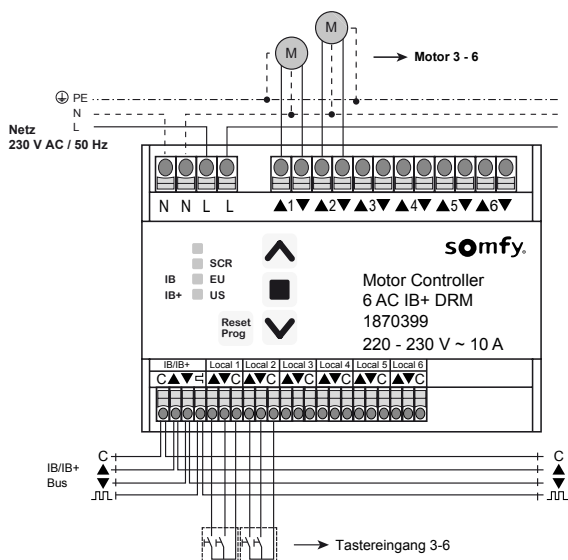 M
M
Motor 3 - 6
PE
N
L
Netz
230 V AC / 50 Hz
N N L L ▲1▼ ▲2▼ ▲3▼ ▲4▼ ▲5▼ ▲6▼
somfy.
SCR
IB EU
IB+ US
Reset
Prog
Motor Controller
6 AC IB+ DRM
1870399
220 - 230 V ~ 10 A
IB/IB+ Local 1 Local 2 Local 3 Local 4 Local 5 Local 6
C▲▼ ▲▼C ▲▼C ▲▼C ▲▼C ▲▼C ▲▼C
C C
IB/IB+ ▲ ▲
Bus ▼ ▼
Tastereingang 3-6